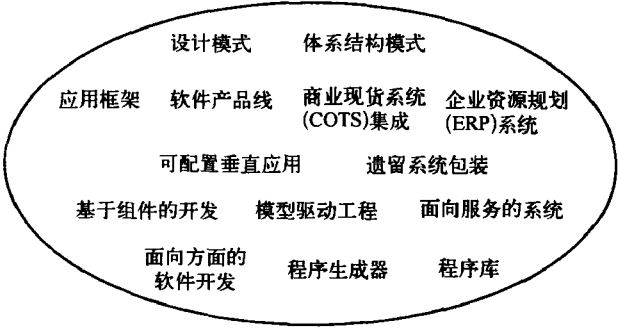 设计模式 体系结构模式
应用框架 软件产品线 商业现货系统 企业资源规划
(COTS)集成 (ERP)系统
可配置垂直应用 遗留系统包装
基于组件的开发 模型驱动工程 面向服务的系统
面向方面的
软件开发 程序生成器 程序库